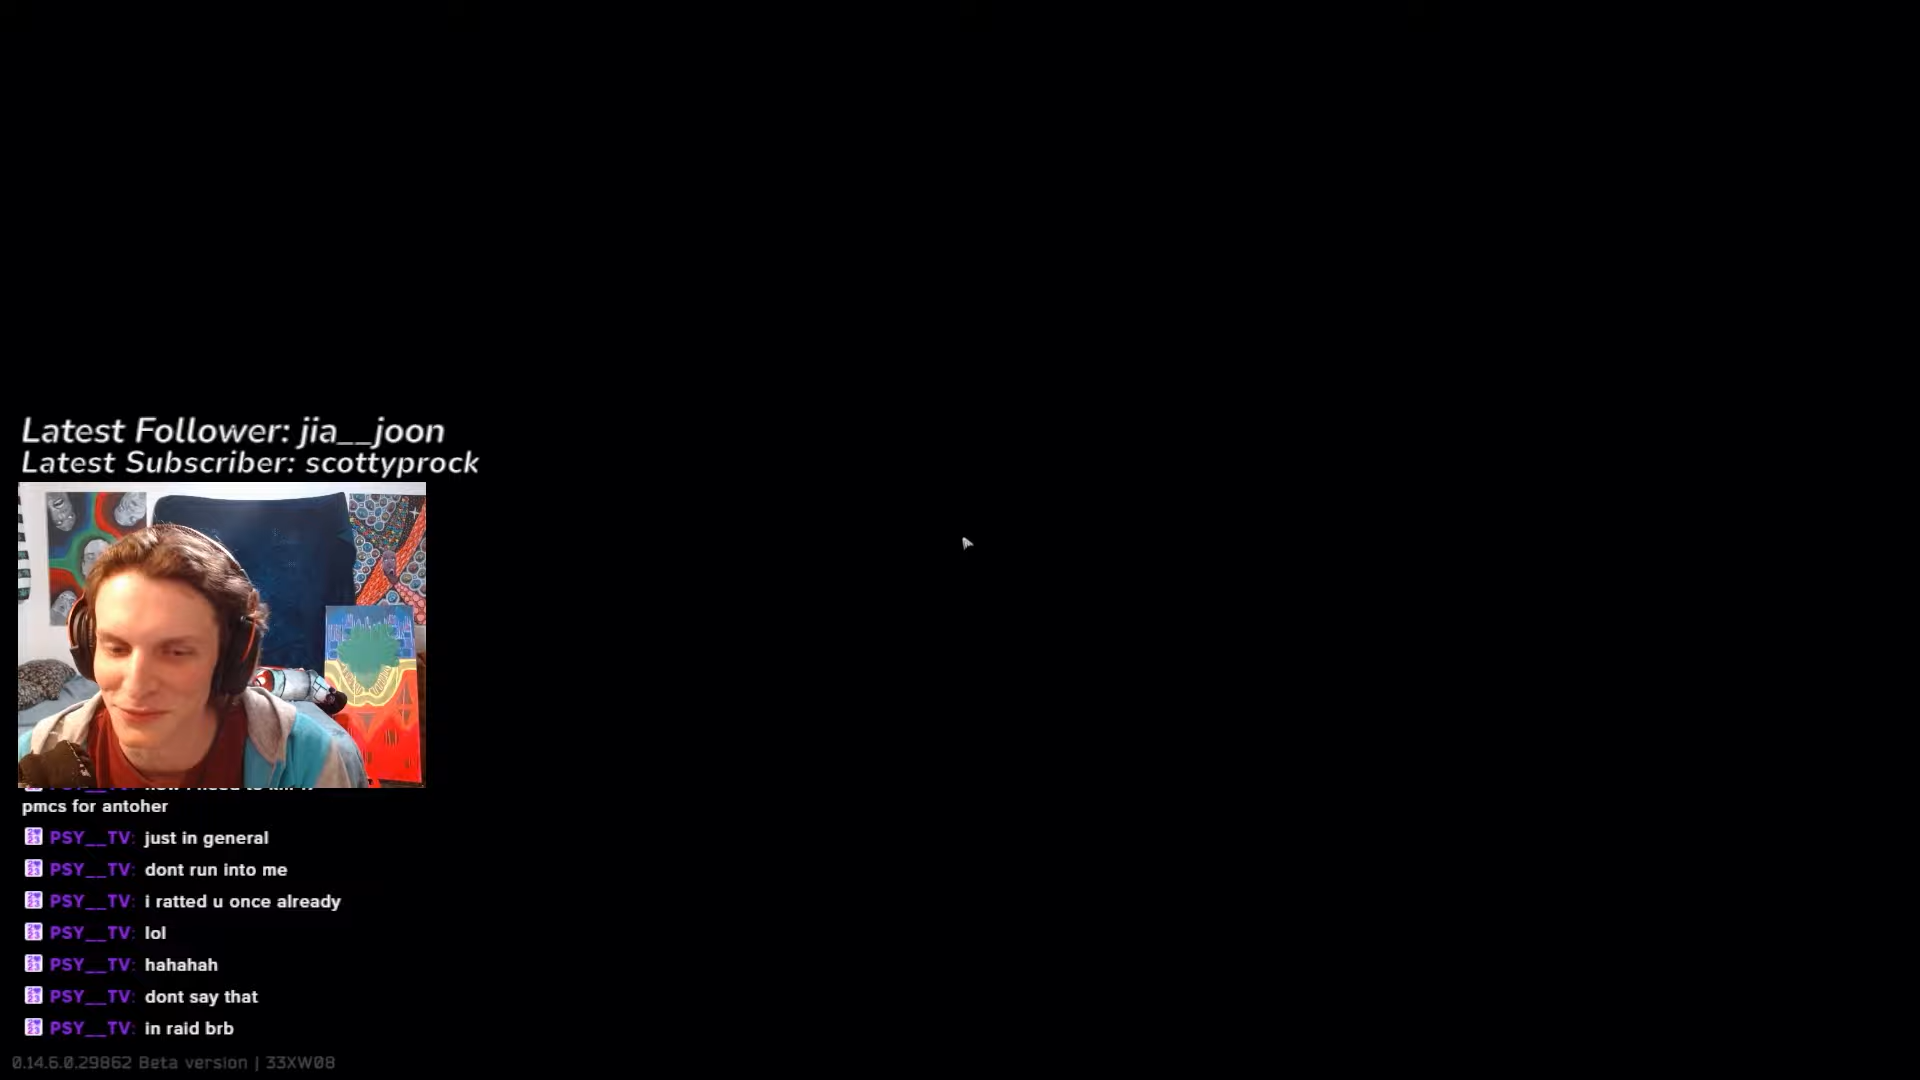 Latest Follower: jia__joon
Latest Subscriber: scottyprock
pmcs for antoher
PSY__TV: just in general
PSY__TV: dont run into me
PSY__TV: i ratted u once already
PSY__TV: lol
PSY__TV: hahahah
PSY__TV: dont say that
PSY__TV: in raid brb
0.14.6.0.29862 Beta version | 33XW08